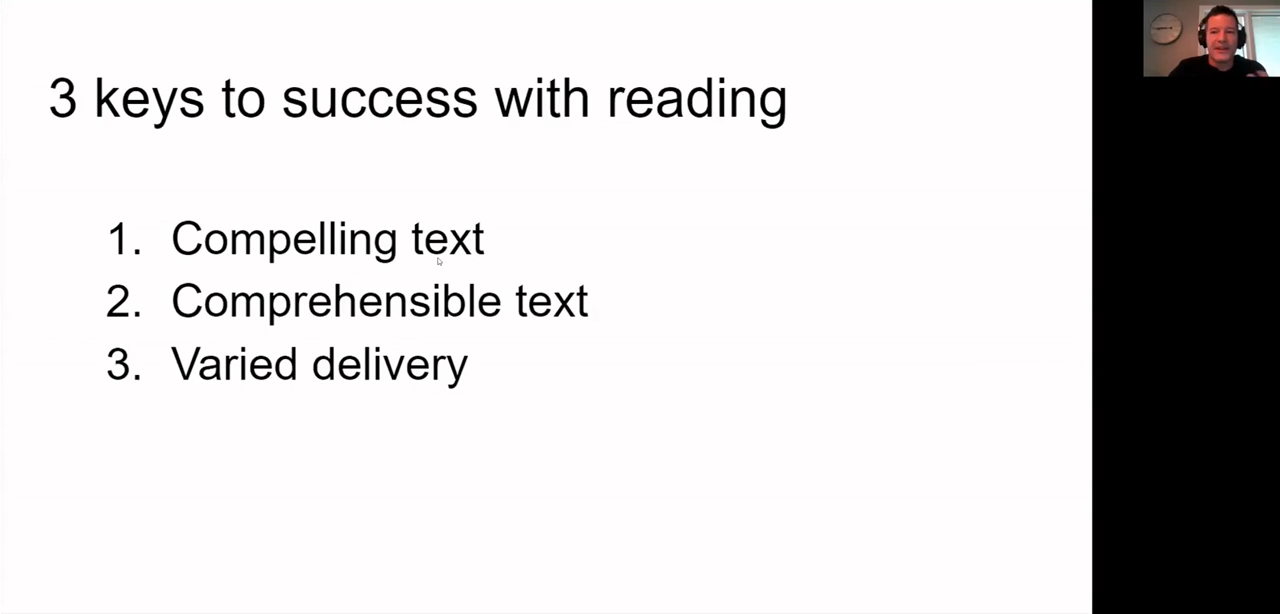 3 keys to success with reading
1. Compelling text
2. Comprehensible text
3. Varied delivery